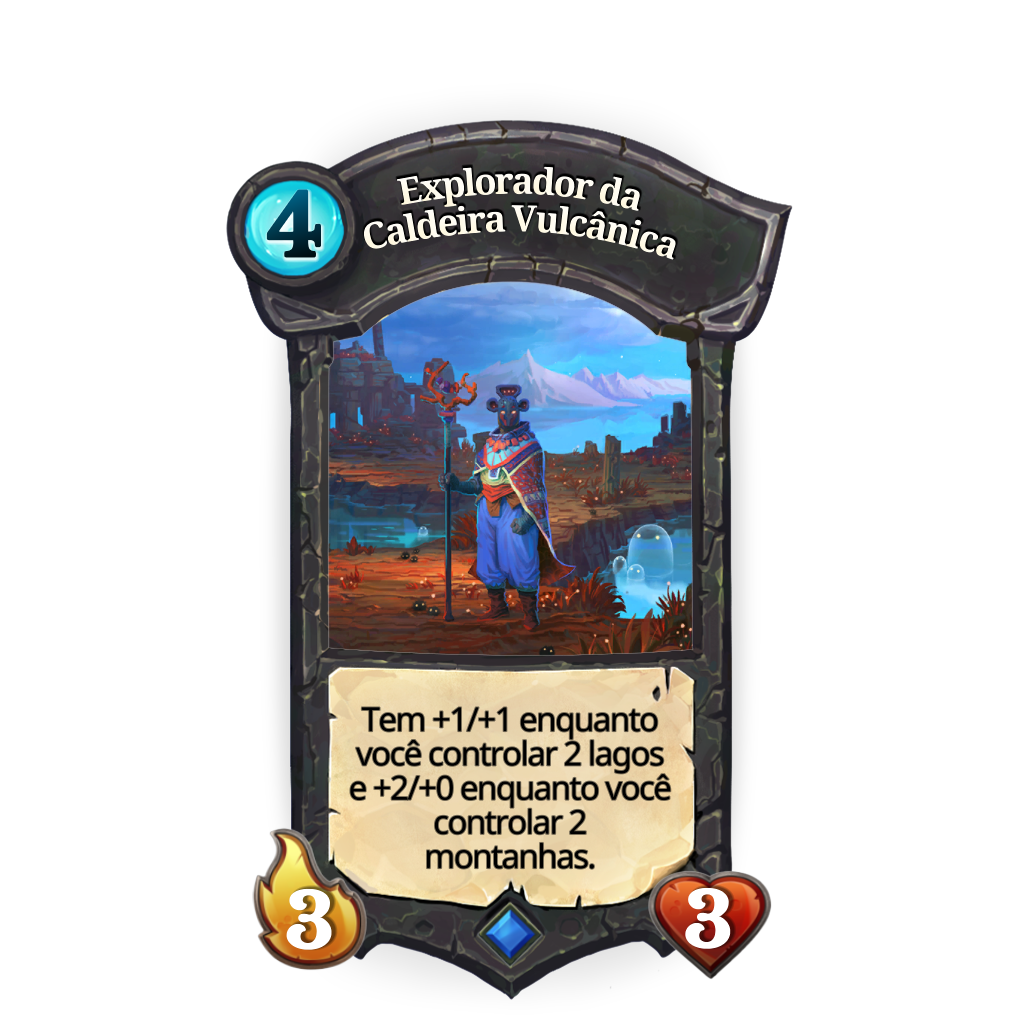 4
Explorador da
Caldeira Vulcânica
Tem +1/+1 enquanto
você controlar 2 lagos
e +2/+0 enquanto você
controlar 2
montanhas.
3
3